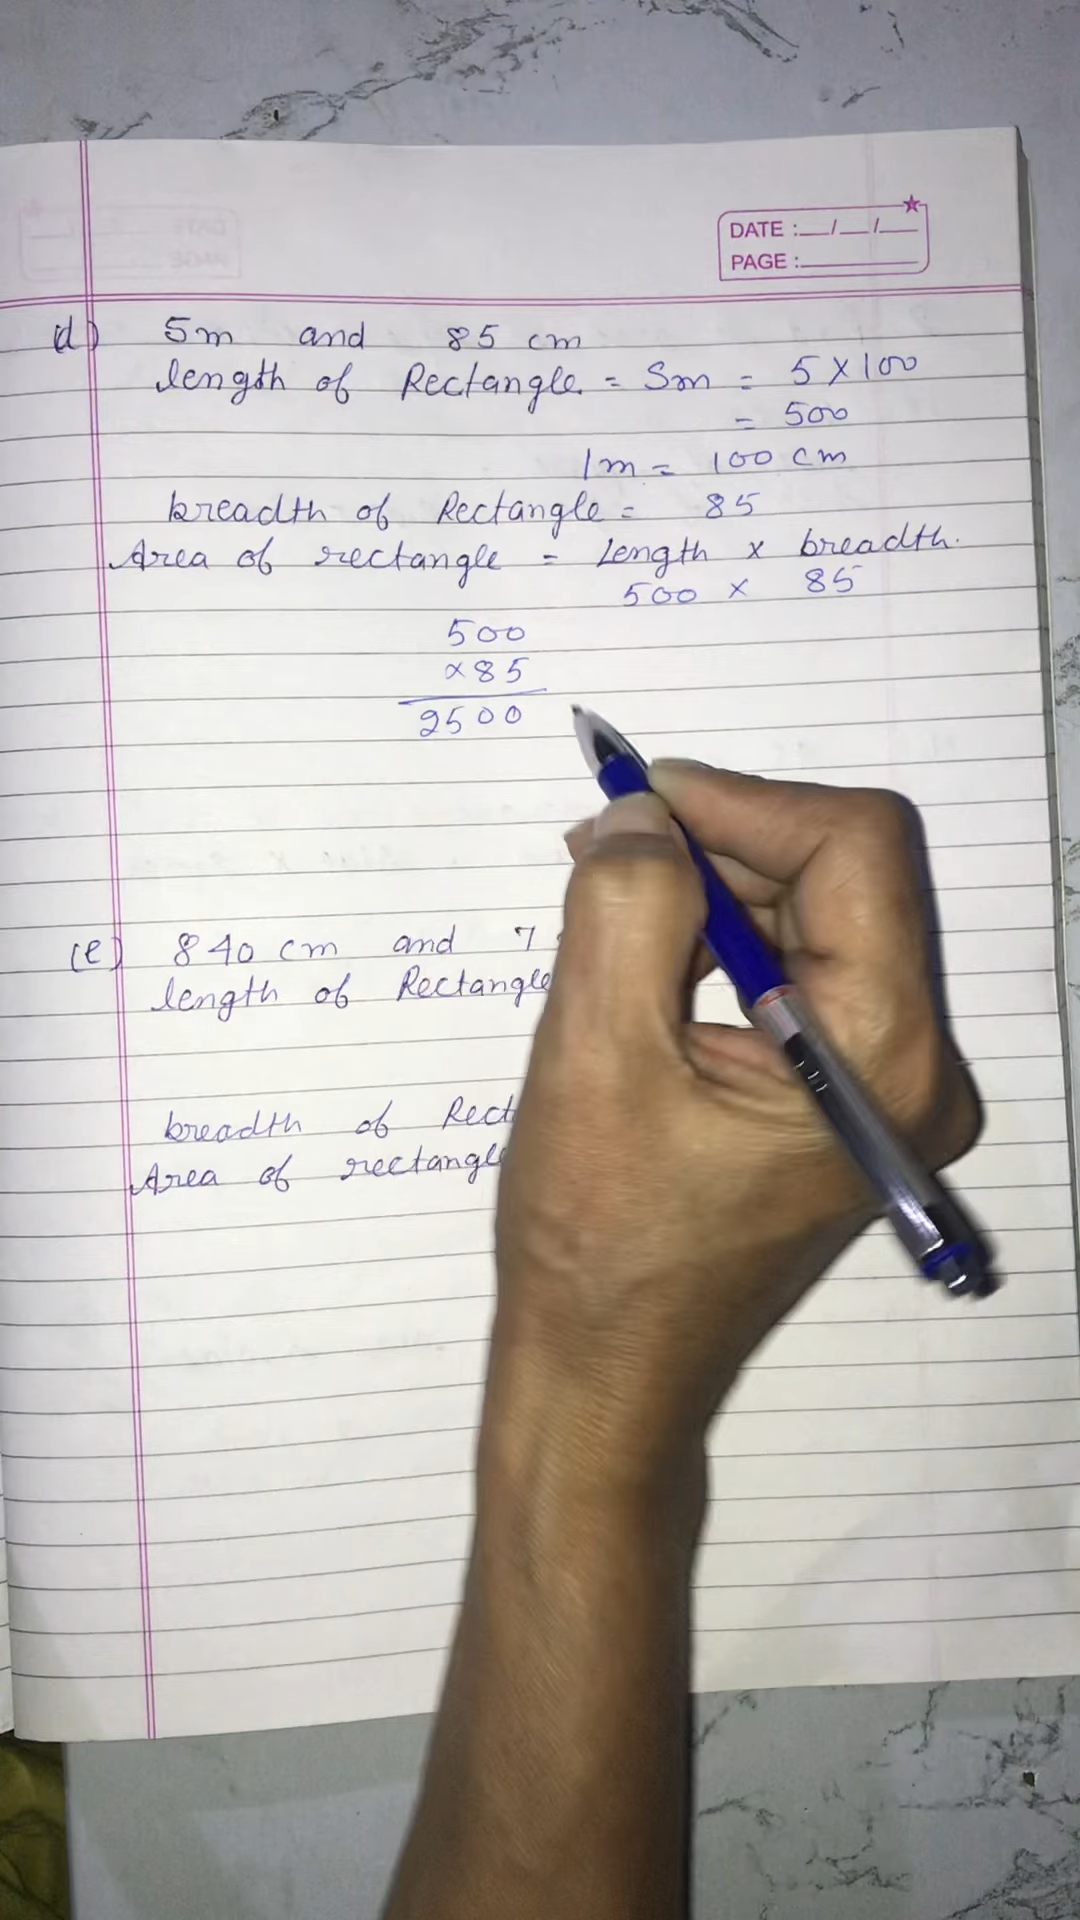 DATE :__/__/__
PAGE :______
d) 5m and 85 cm
length of Rectangle = 5m = 5 X 100
= 500
1m = 100 cm
breadth of Rectangle = 85
Area of rectangle = Length x breadth.
500 x 85
500
x 85
2500
(e) 840 cm and 7
length of Rectangle
breadth of Rect
Area of rectangle